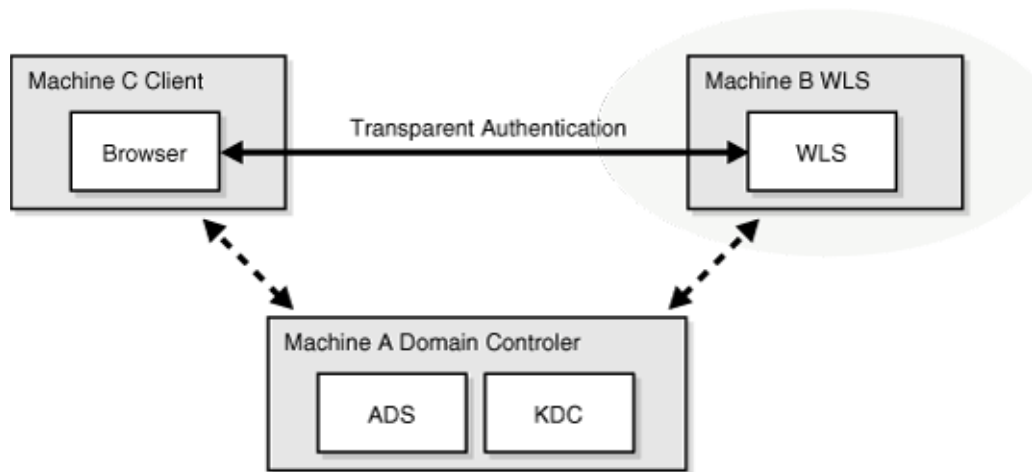 Machine C Client
Machine B WLS
Transparent Authentication
Browser
WLS
Machine A Domain Controler
ADS
KDC